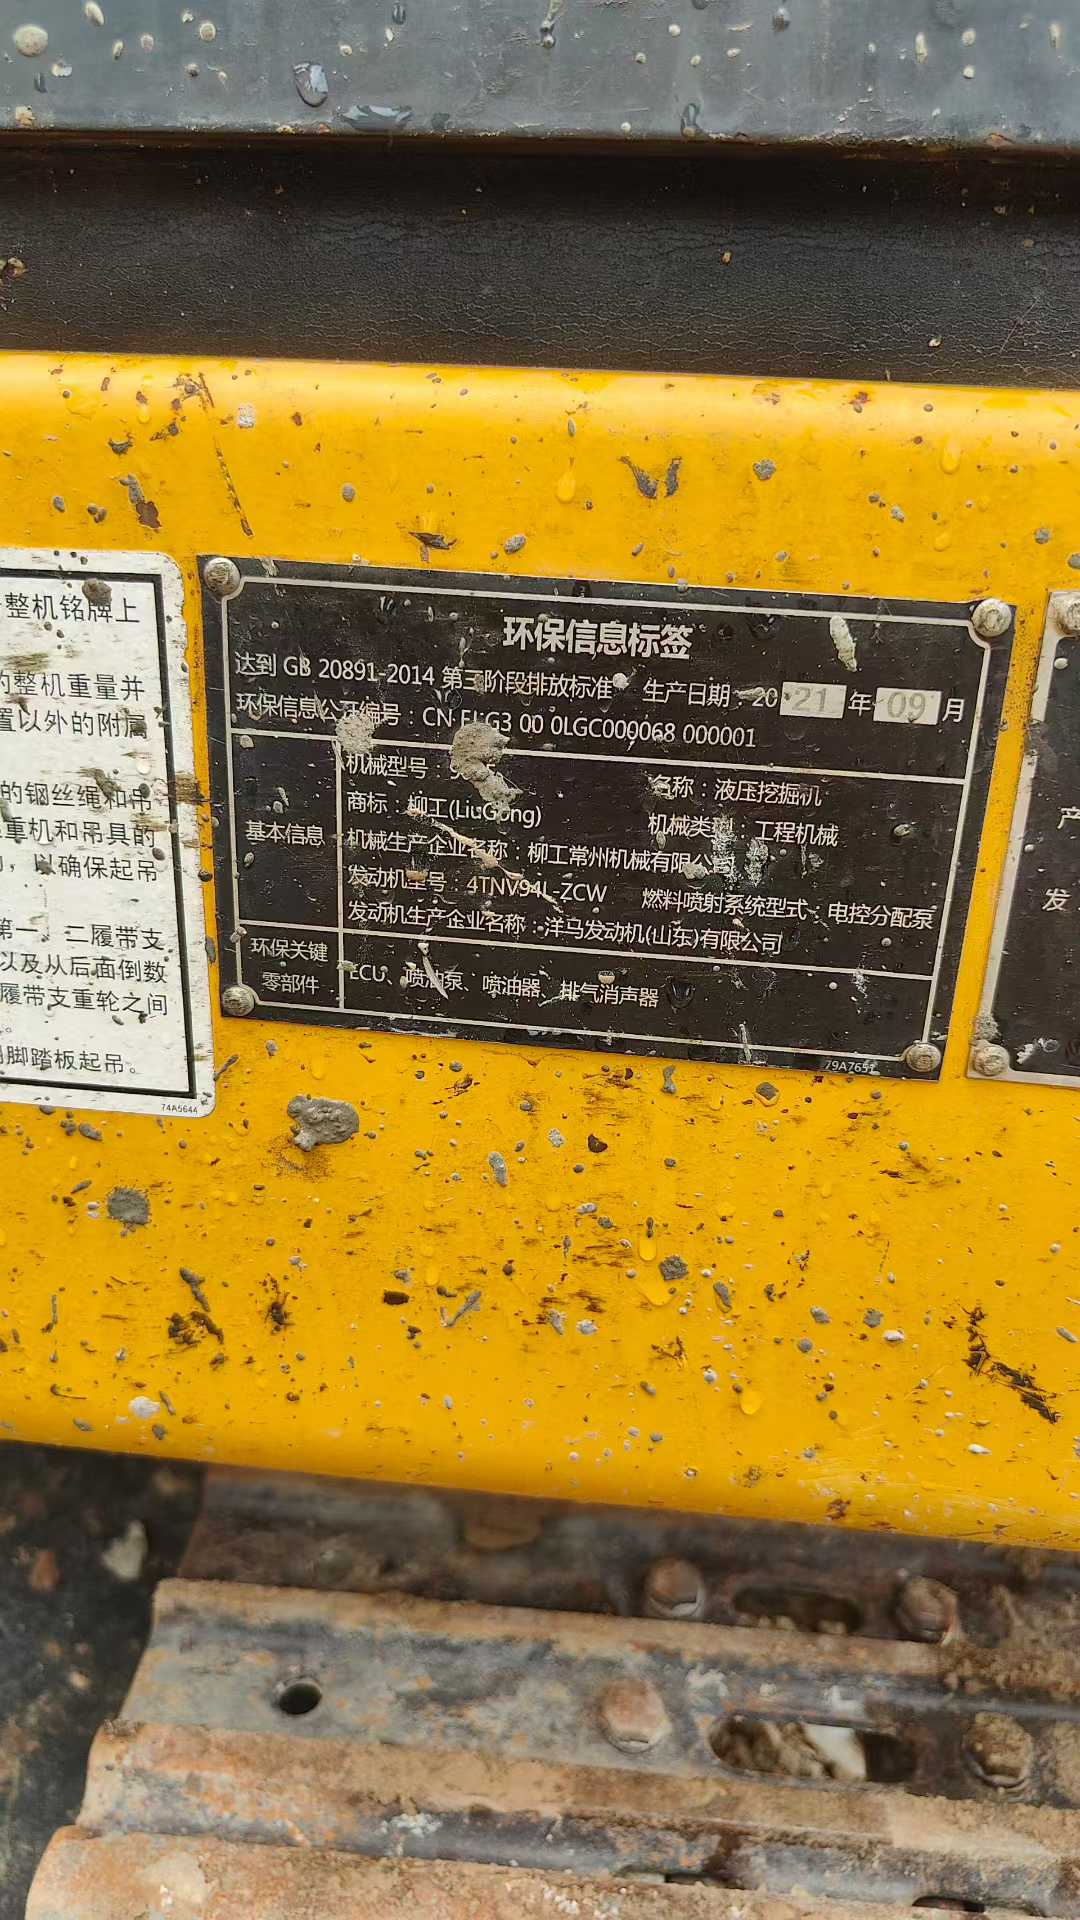 整机铭牌上
的整机重量并
置以外的附属
的钢丝绳和吊
重机和吊具的
以确保起吊
第一、二履带支
以及从后面倒数
履带支重轮之间
脚踏板起吊。
74A5644
环保信息标签
达到 GB 20891-2014 第三阶段排放标准 生产日期：2021年09月
环保信息公开编号：CN G3 00 0LGC000068 000001
基本信息
机械型号：
名称：液压挖掘机
商标：柳工(LiuGong)
机械类型：工程机械
机械生产企业名称：柳工常州机械有限公司
发动机型号：4TNV94L-ZCW 燃料喷射系统型式：电控分配泵
发动机生产企业名称：洋马发动机(山东)有限公司
环保关键
零部件
ECU、喷油泵、喷油器、排气消声器
79A7651
产
发